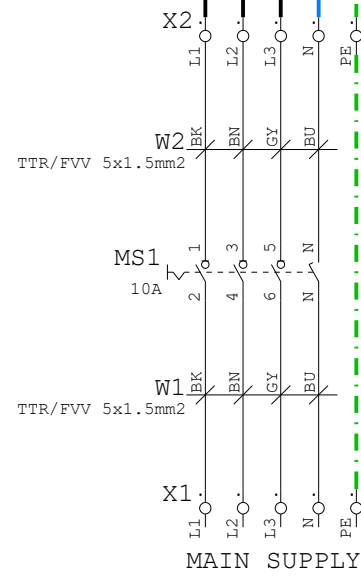 X2
L1 L2 L3 N PE
W2 BK BN GY BU
TTR/FVV 5x1.5mm2
1 3 5 N
MS1
10A
2 4 6 N
W1 BK BN GY BU
TTR/FVV 5x1.5mm2
X1
L1 L2 L3 N PE
MAIN SUPPLY